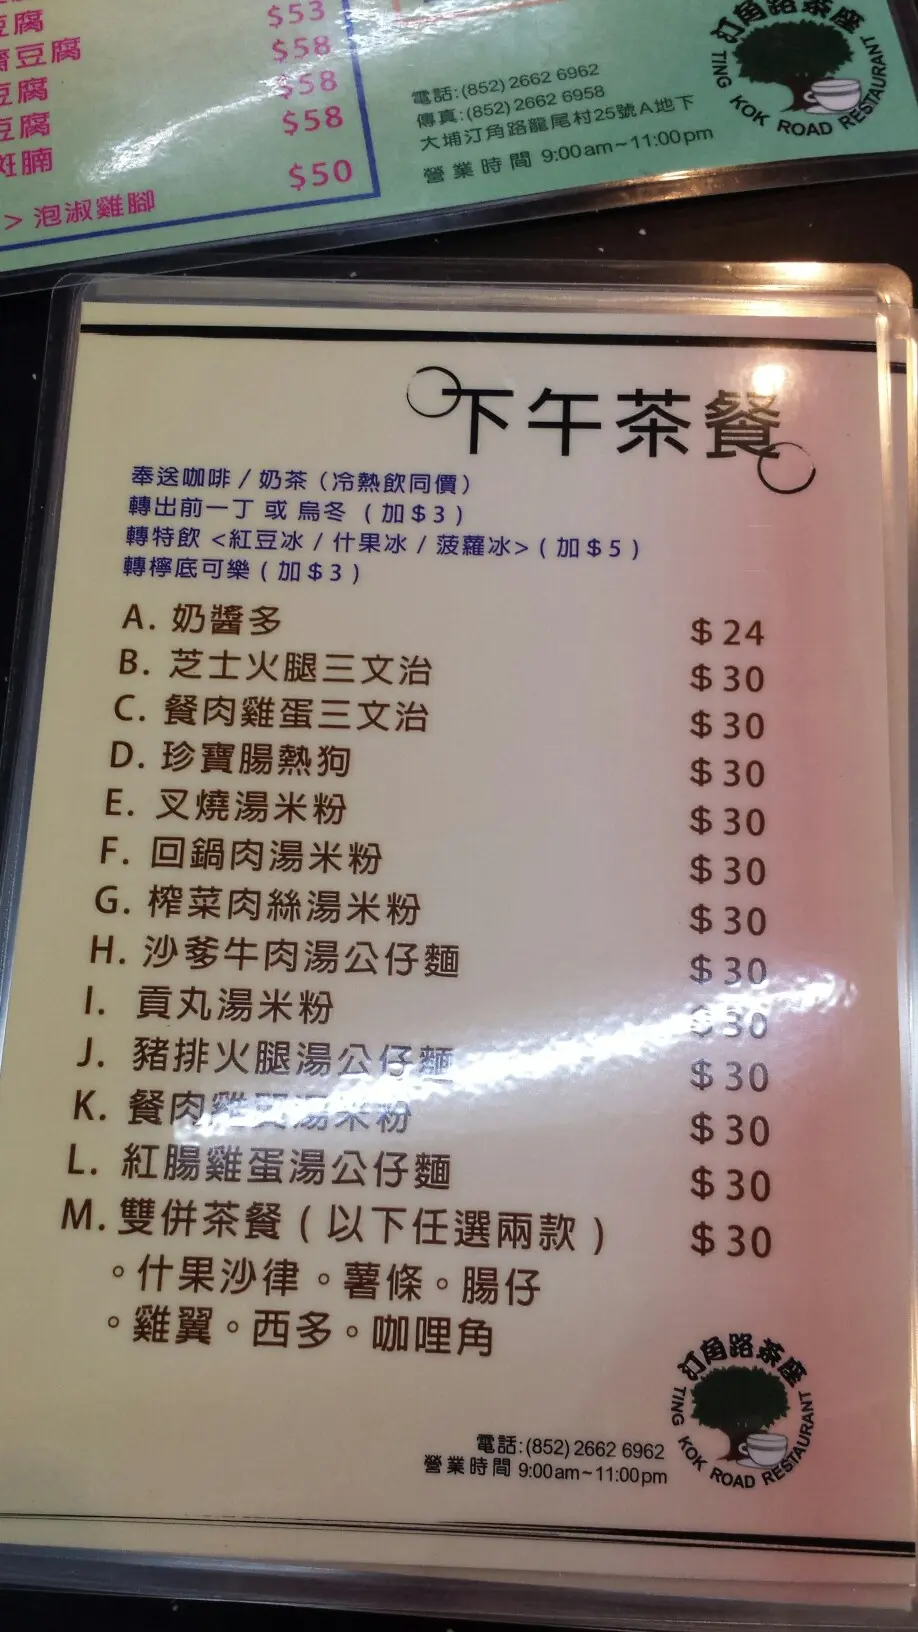 豆腐 $53
豆腐 $58
豆腐 $58
豆腐 $58
腩
$50
> 泡淑雞腳
電話:(852) 2662 6962
傳真:(852) 2662 6958
大埔汀角路龍尾村25號A地下
營業時間 9:00am~11:00pm
汀角路茶座
TING KOK ROAD RESTAURANT
下午茶餐
奉送咖啡 / 奶茶 (冷熱飲同價)
轉出前一丁 或 烏冬 (加$3)
轉特飲 <紅豆冰 / 什果冰 / 菠蘿冰> (加$5)
轉檸底可樂 (加$3)
A. 奶醬多 $24
B. 芝士火腿三文治 $30
C. 餐肉雞蛋三文治 $30
D. 珍寶腸熱狗 $30
E. 叉燒湯米粉 $30
F. 回鍋肉湯米粉 $30
G. 榨菜肉絲湯米粉 $30
H. 沙爹牛肉湯公仔麵 $30
I. 貢丸湯米粉 $30
J. 豬排火腿湯公仔麵 $30
K. 餐肉雞蛋湯米粉 $30
L. 紅腸雞蛋湯公仔麵 $30
M. 雙併茶餐 (以下任選兩款) $30
。什果沙律。薯條。腸仔
。雞翼。西多。咖哩角
汀角路茶座
TING KOK ROAD RESTAURANT
電話:(852) 2662 6962
營業時間 9:00am~11:00pm